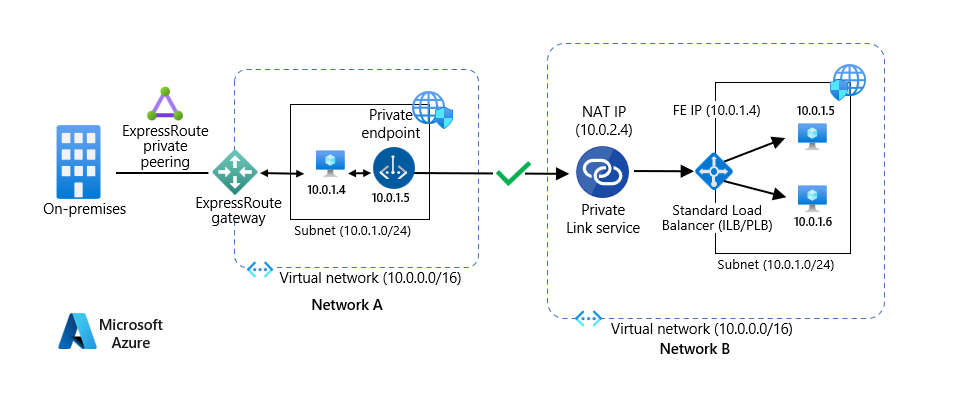 ExpressRoute
private
peering
On-premises
ExpressRoute
gateway
Private
endpoint
10.0.1.4
10.0.1.5
Subnet (10.0.1.0/24)
Virtual network (10.0.0.0/16)
Network A
NAT IP
(10.0.2.4)
Private
Link service
FE IP (10.0.1.4)
10.0.1.5
Standard Load
Balancer (ILB/PLB)
10.0.1.6
Subnet (10.0.1.0/24)
Virtual network (10.0.0.0/16)
Network B
Microsoft
Azure